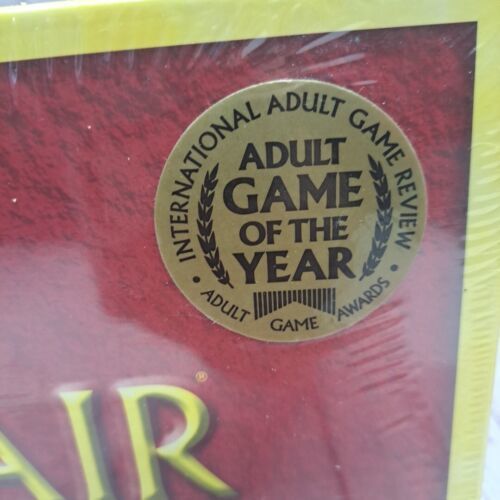 INTERNATIONAL ADULT GAME REVIEW
ADULT
GAME
OF THE
YEAR
• ADULT GAME AWARDS •
AIR®